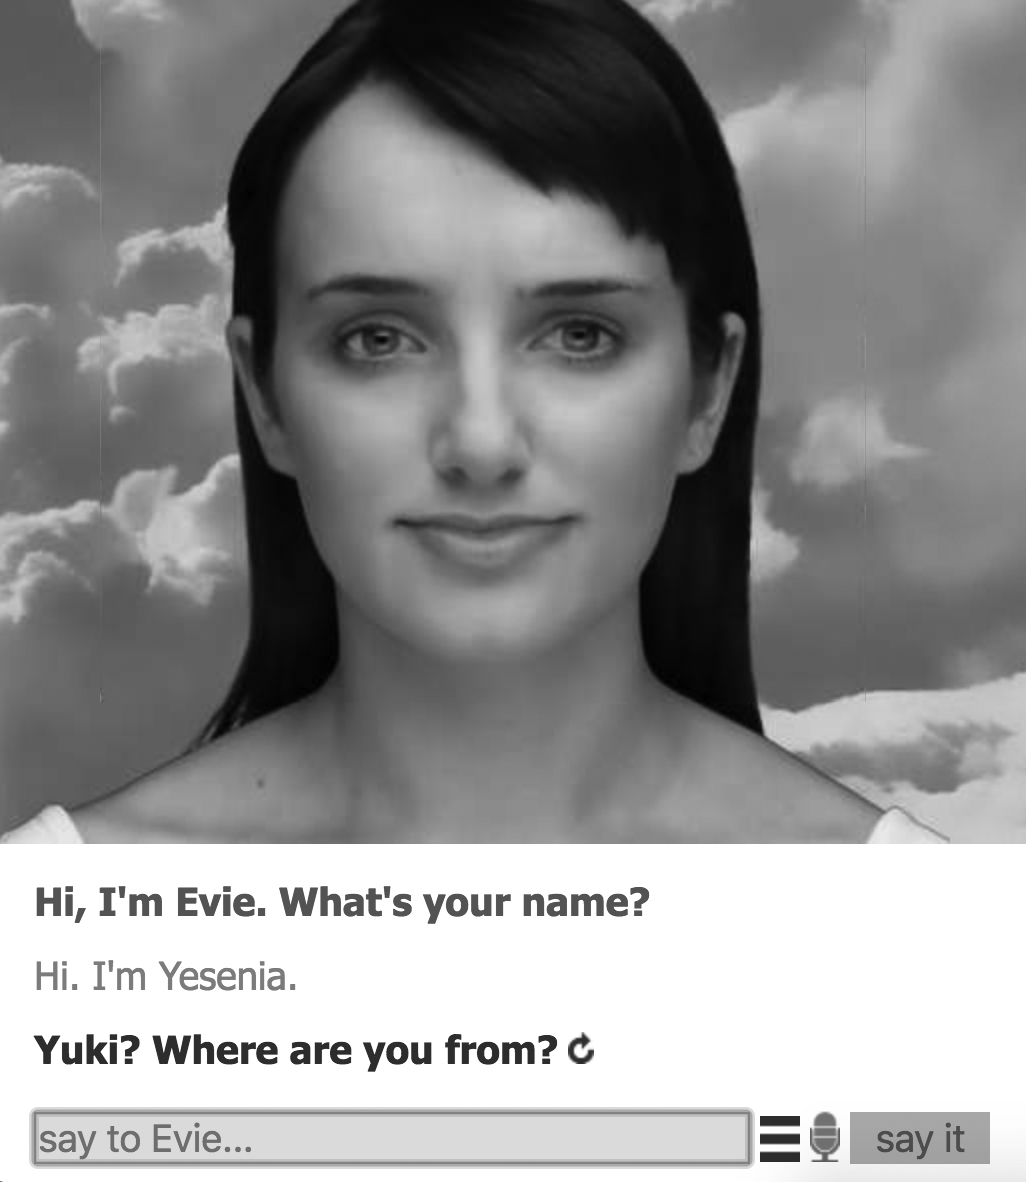 Hi, I'm Evie. What's your name?
Hi. I'm Yesenia.
Yuki? Where are you from?
say to Evie...
say it